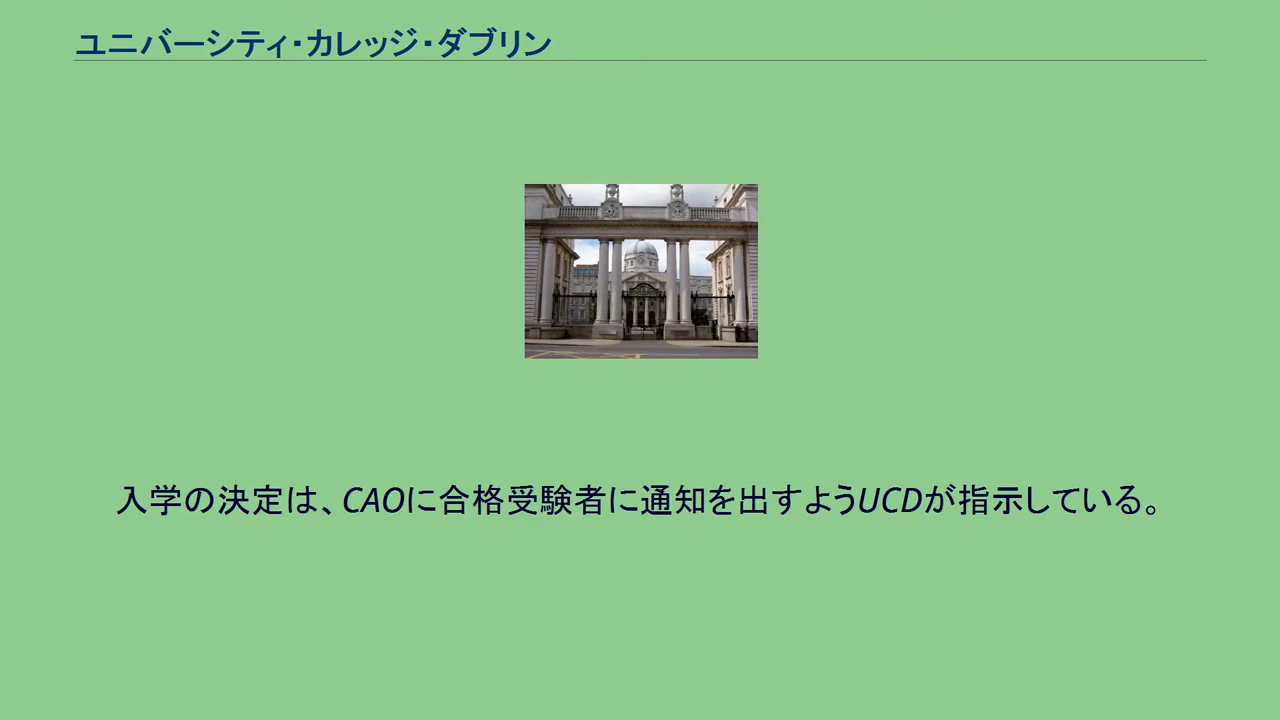 ユニバーシティ・カレッジ・ダブリン
入学の決定は、CAOに合格受験者に通知を出すようUCDが指示している。